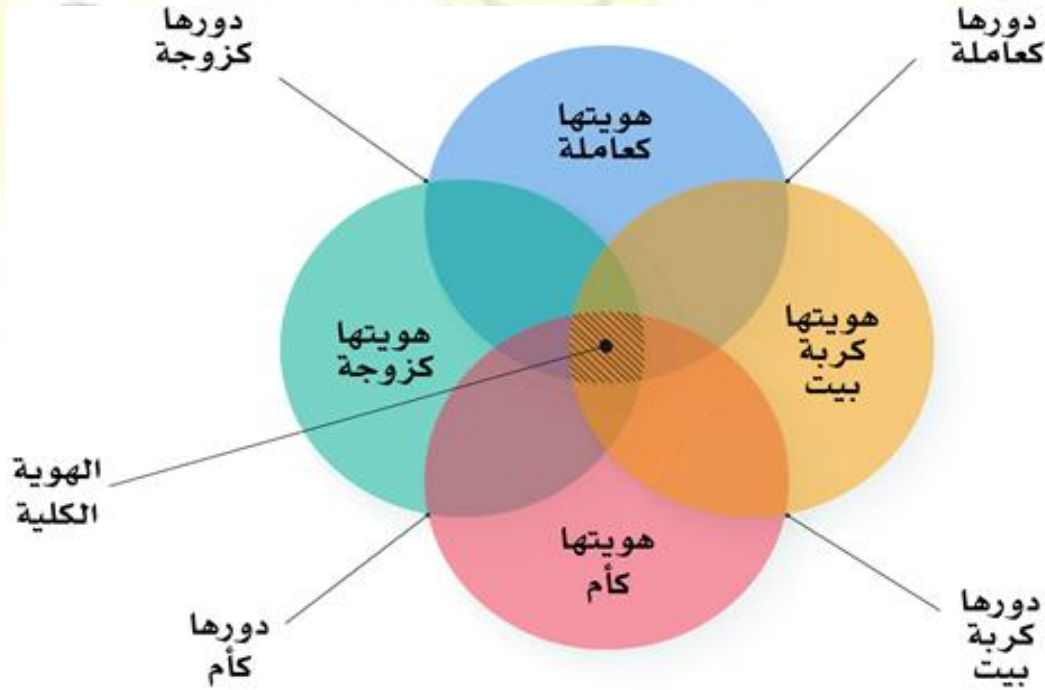 دورها
كعاملة
دورها
كزوجة
هويتها
كعاملة
هويتها
كربة
بيت
هويتها
كزوجة
الهوية
الكلية
هويتها
كأم
دورها
كربة
بيت
دورها
كأم